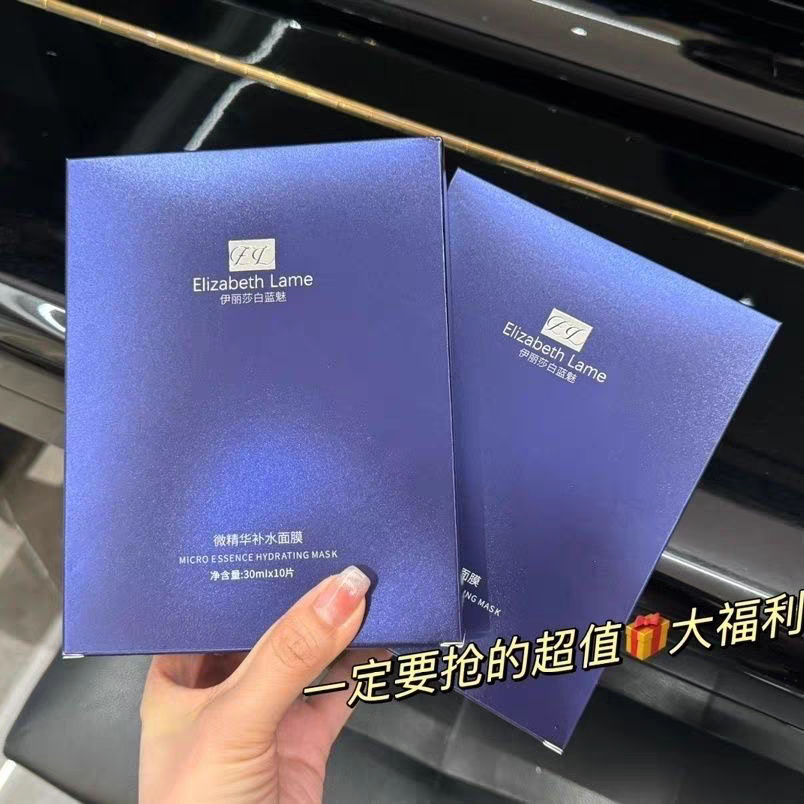 EL
Elizabeth Lame
伊丽莎白蓝魅
微精华补水面膜
MICRO ESSENCE HYDRATING MASK
净含量:30mlx10片
EL
Elizabeth Lame
伊丽莎白蓝魅
面膜
NG MASK
一定要抢的超值🎁大福利